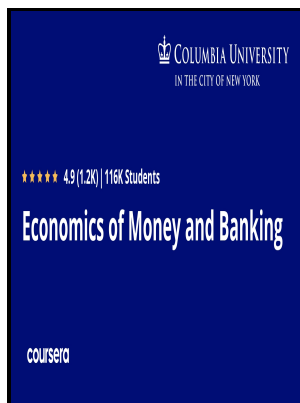 COLUMBIA UNIVERSITY
IN THE CITY OF NEW YORK
4.9 (1.2K) | 116K Students
Economics of Money and Banking
coursera